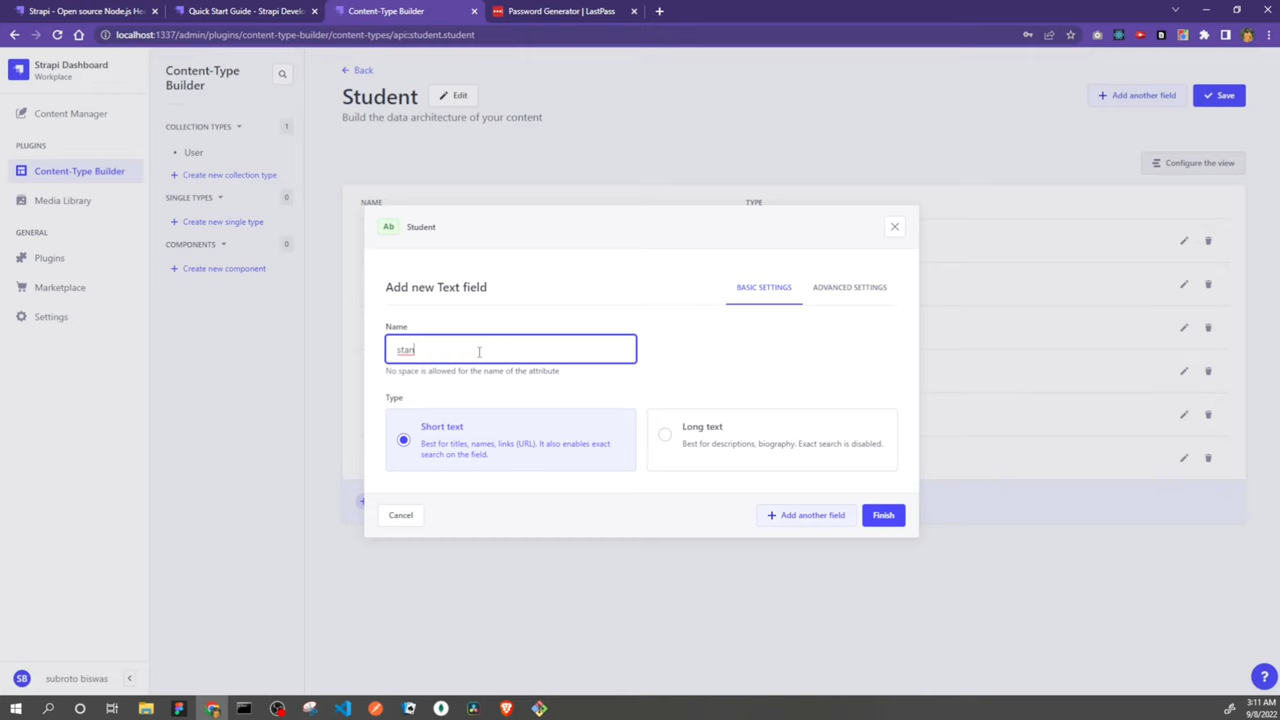 Strapi - Open source Node.js He
Quick Start Guide - Strapi Develo
Text Builder
Password Generator | LastPass
localhost:1337/admin/plugins/content-type-builder/content-types/api:student.student
Strapi Dashboard
Workplace
Content Manager
PLUGINS
Content-Type Builder
Media Library
GENERAL
Plugins
Marketplace
Settings
SB
subroto biswas
Content-Type
Builder
COLLECTION TYPES
1
User
Create new collection type
SINGLE TYPES
0
Create new single type
COMPONENTS
0
Create new component
Back
Student
Edit
Add another field
Save
Build the data architecture of your content
Configure the view
NAME
TYPE
Ab
Student
Add new Text field
BASIC SETTINGS
ADVANCED SETTINGS
Name
stan
No space is allowed for the name of the attribute
Type
Short text
Best for titles, names, links (URL). It also enables exact
search on the field.
Long text
Best for descriptions, biography. Exact search is disabled.
Cancel
Add another field
Finish
?
3:11 AM
9/8/2022